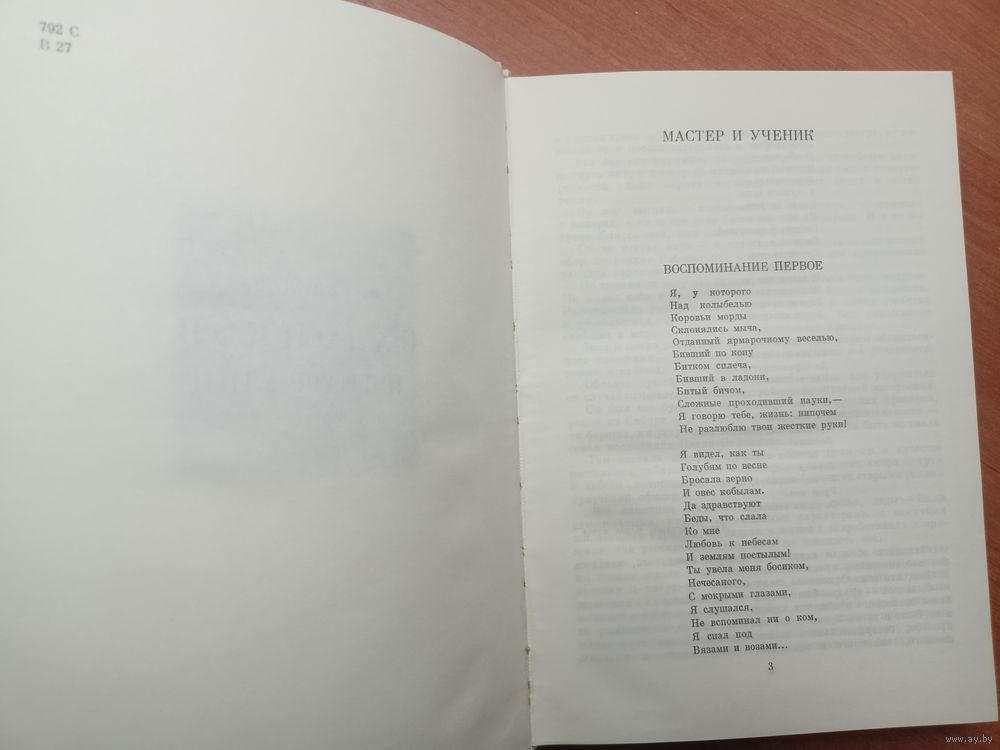 792 С
В 27
МАСТЕР И УЧЕНИК
ВОСПОМИНАНИЕ ПЕРВОЕ
Я, у которого
Над колыбелью
Коровьи морды
Склонялись мыча,
Отданный ярмарочному веселью,
Бивший по кону
Битком сплеча,
Бивший в ладони,
Битый бичом,
Сложные проходивший науки,—
Я говорю тебе, жизнь: нипочем
Не разлюблю твои жесткие руки!
Я видел, как ты
Голубям по весне
Бросала зерно
И овес кобылам.
Да здравствуют
Беды, что слала
Ко мне
Любовь к небесам
И землям постылым!
Ты увела меня босиком,
Нечесаного,
С мокрыми глазами,
Я слушался,
Не вспоминал ни о ком,
Я спал под
Вязами и возами...
3
www.ay.by